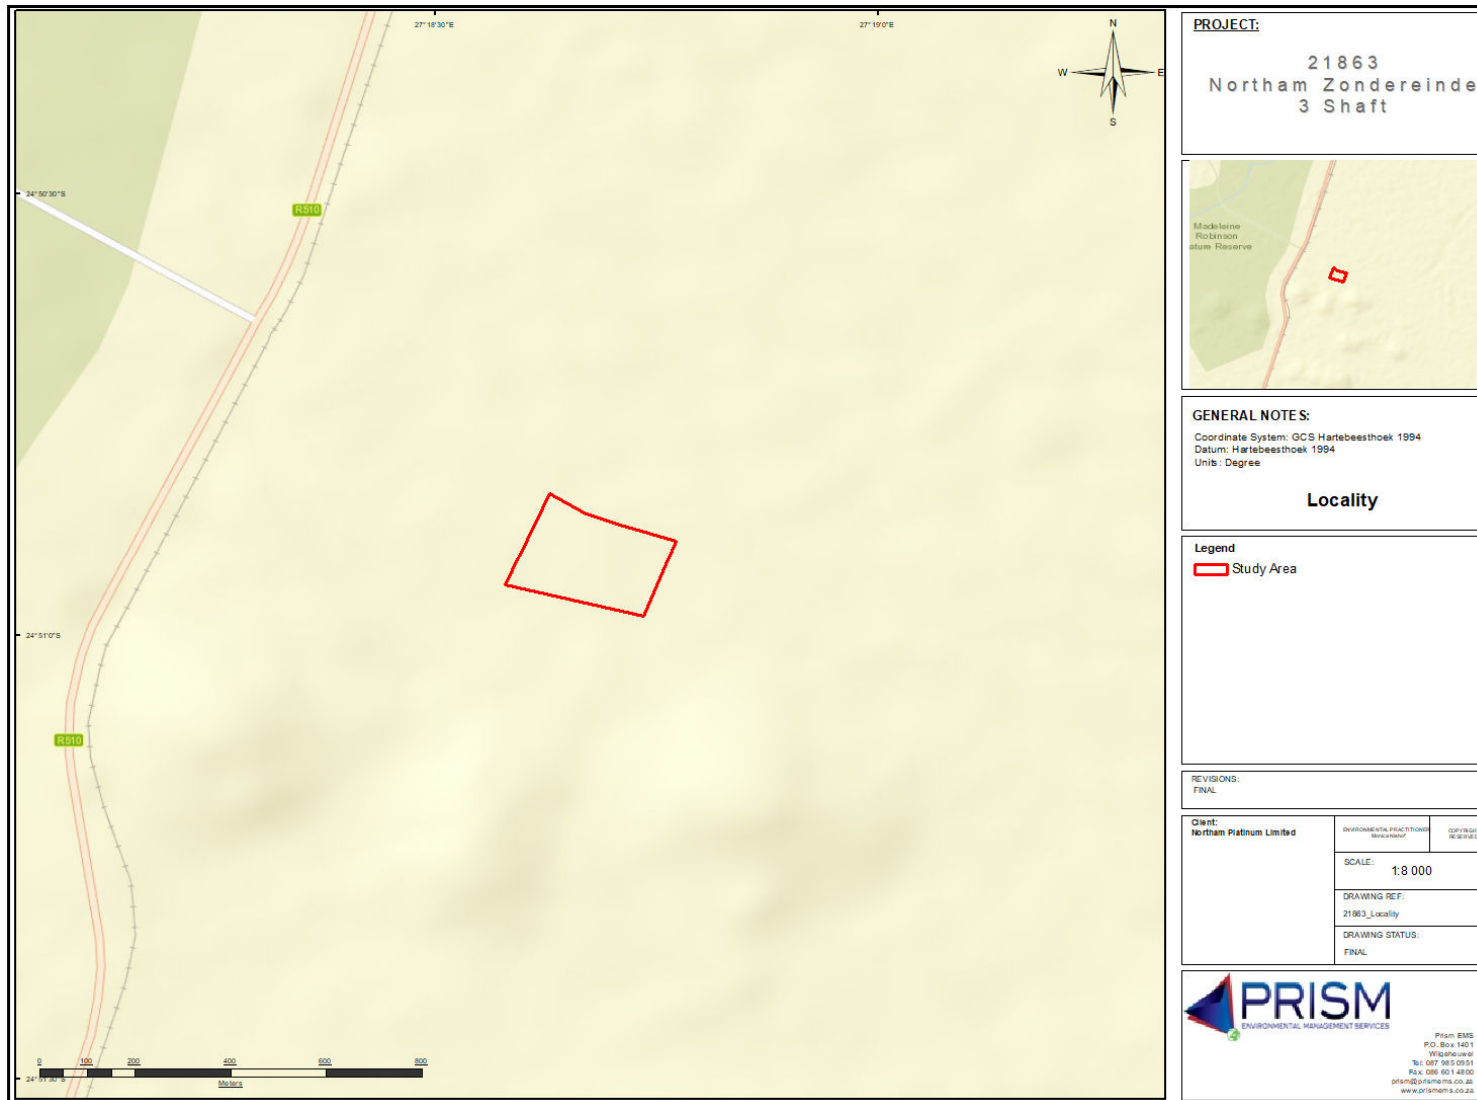 27°18'30"E
27°19'0"E
N
W
E
S
24°50'30"S
R510
24°51'0"S
R510
24°51'30"S
0 100 200 400 600 800
Meters
PROJECT:
21863
Northam Zondereinde
3 Shaft
Madeleine
Robinson
ature Reserve
GENERAL NOTES:
Coordinate System: GCS Hartebeesthoek 1994
Datum: Hartebeesthoek 1994
Units: Degree
Locality
Legend
Study Area
REVISIONS:
FINAL
Client:
Northam Platinum Limited
ENVIRONMENTAL PRACTITIONER
COPYRIGHT
RESERVED
SCALE:
1:8 000
DRAWING REF:
21863_Locality
DRAWING STATUS:
FINAL
PRISM
ENVIRONMENTAL MANAGEMENT SERVICES
Prism EMS
P.O. Box 1401
Wilgeheuwel
Tel: 087 985 0951
Fax: 086 601 4800
prism@prismems.co.za
www.prismems.co.za